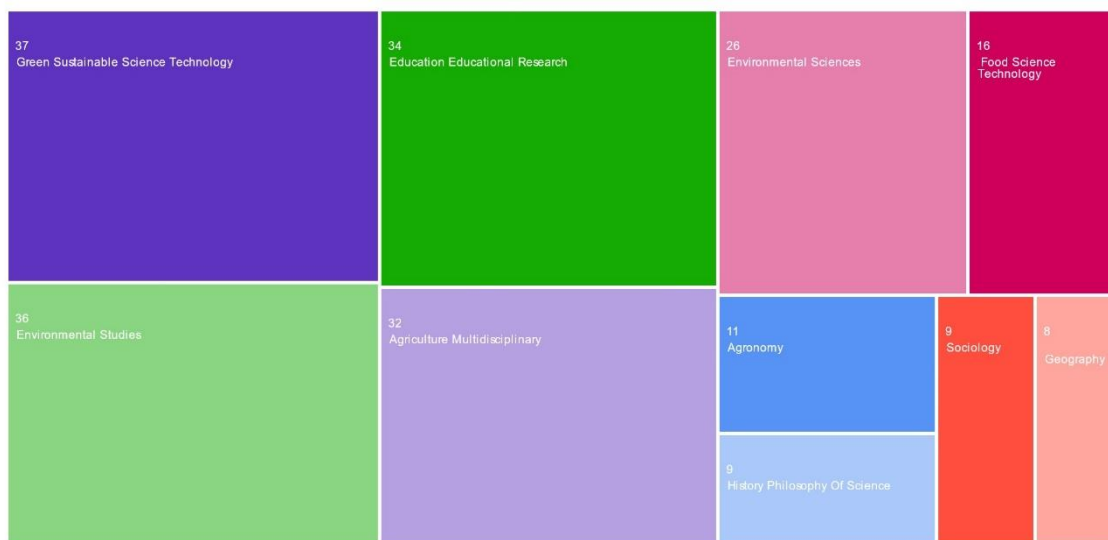 37
Green Sustainable Science Technology
34
Education Educational Research
26
Environmental Sciences
16
Food Science
Technology
36
Environmental Studies
32
Agriculture Multidisciplinary
11
Agronomy
9
Sociology
8
Geography
9
History Philosophy Of Science